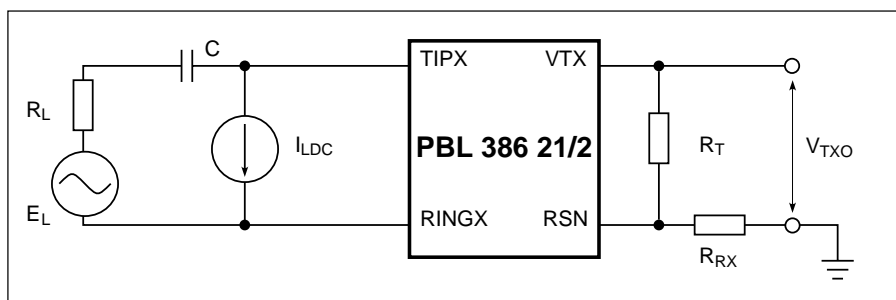 C
TIPX
VTX
R_L
I_LDC
PBL 386 21/2
R_T
V_TXO
E_L
RINGX
RSN
R_RX